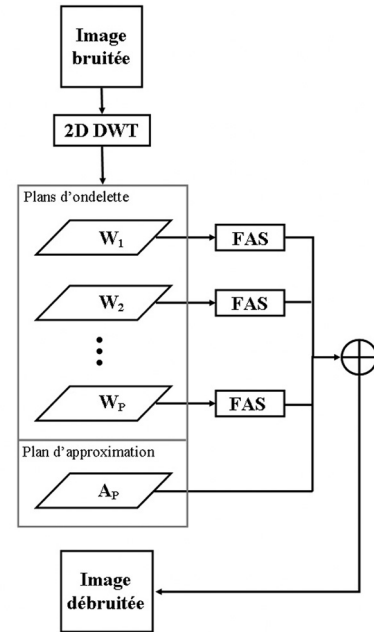 Image
bruitée
2D DWT
Plans d'ondelette
W1
FAS
W2
FAS
WP
FAS
Plan d'approximation
AP
Image
débruitée